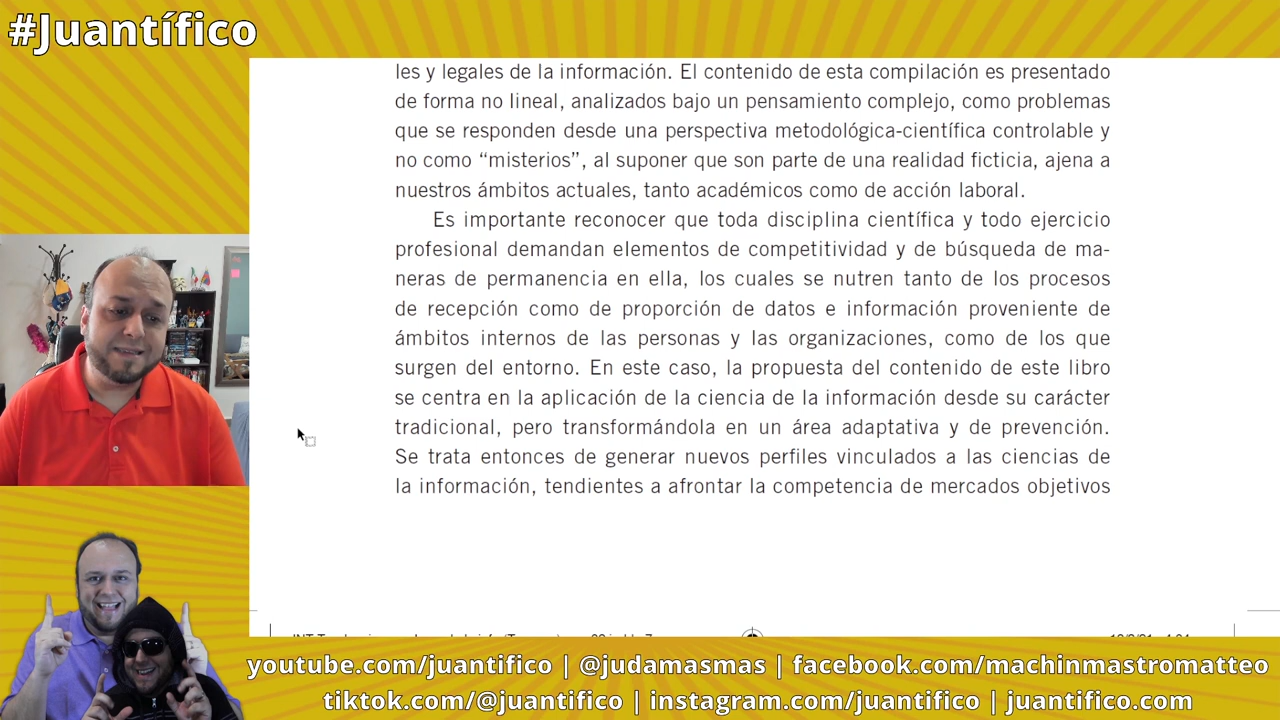 #Juantífico
les y legales de la información. El contenido de esta compilación es presentado
de forma no lineal, analizados bajo un pensamiento complejo, como problemas
que se responden desde una perspectiva metodológica-científica controlable y
no como “misterios”, al suponer que son parte de una realidad ficticia, ajena a
nuestros ámbitos actuales, tanto académicos como de acción laboral.
Es importante reconocer que toda disciplina científica y todo ejercicio
profesional demandan elementos de competitividad y de búsqueda de ma-
neras de permanencia en ella, los cuales se nutren tanto de los procesos
de recepción como de proporción de datos e información proveniente de
ámbitos internos de las personas y las organizaciones, como de los que
surgen del entorno. En este caso, la propuesta del contenido de este libro
se centra en la aplicación de la ciencia de la información desde su carácter
tradicional, pero transformándola en un área adaptativa y de prevención.
Se trata entonces de generar nuevos perfiles vinculados a las ciencias de
la información, tendientes a afrontar la competencia de mercados objetivos
youtube.com/juantifico | @judamasmas | facebook.com/machinmastromatteo
tiktok.com/@juantifico | instagram.com/juantifico | juantifico.com